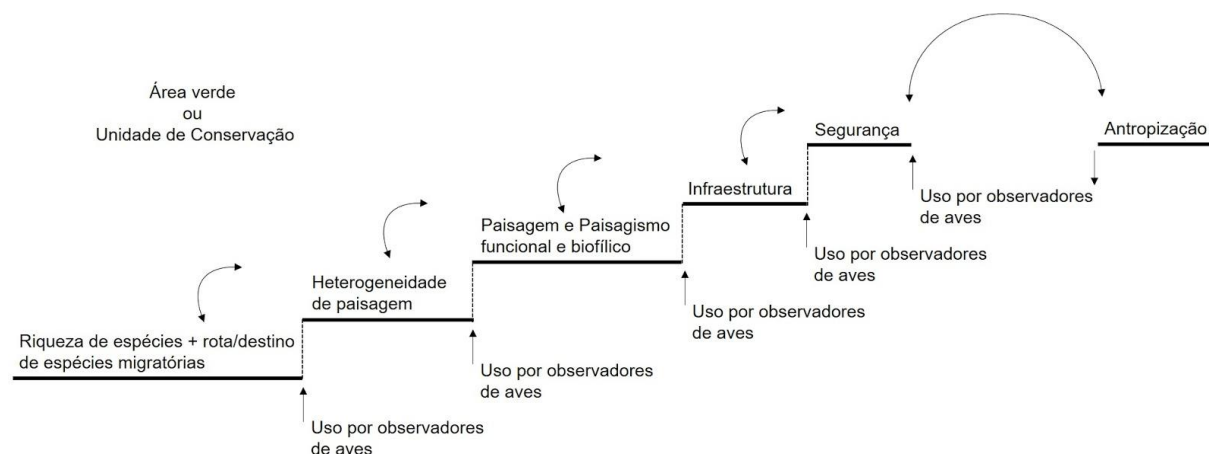 Área verde
ou
Unidade de Conservação
Segurança
Antropização
Infraestrutura
Uso por observadores
de aves
Paisagem e Paisagismo
funcional e biofílico
Uso por observadores
de aves
Heterogeneidade
de paisagem
Uso por observadores
de aves
Riqueza de espécies + rota/destino
de espécies migratórias
Uso por observadores
de aves
Uso por observadores
de aves